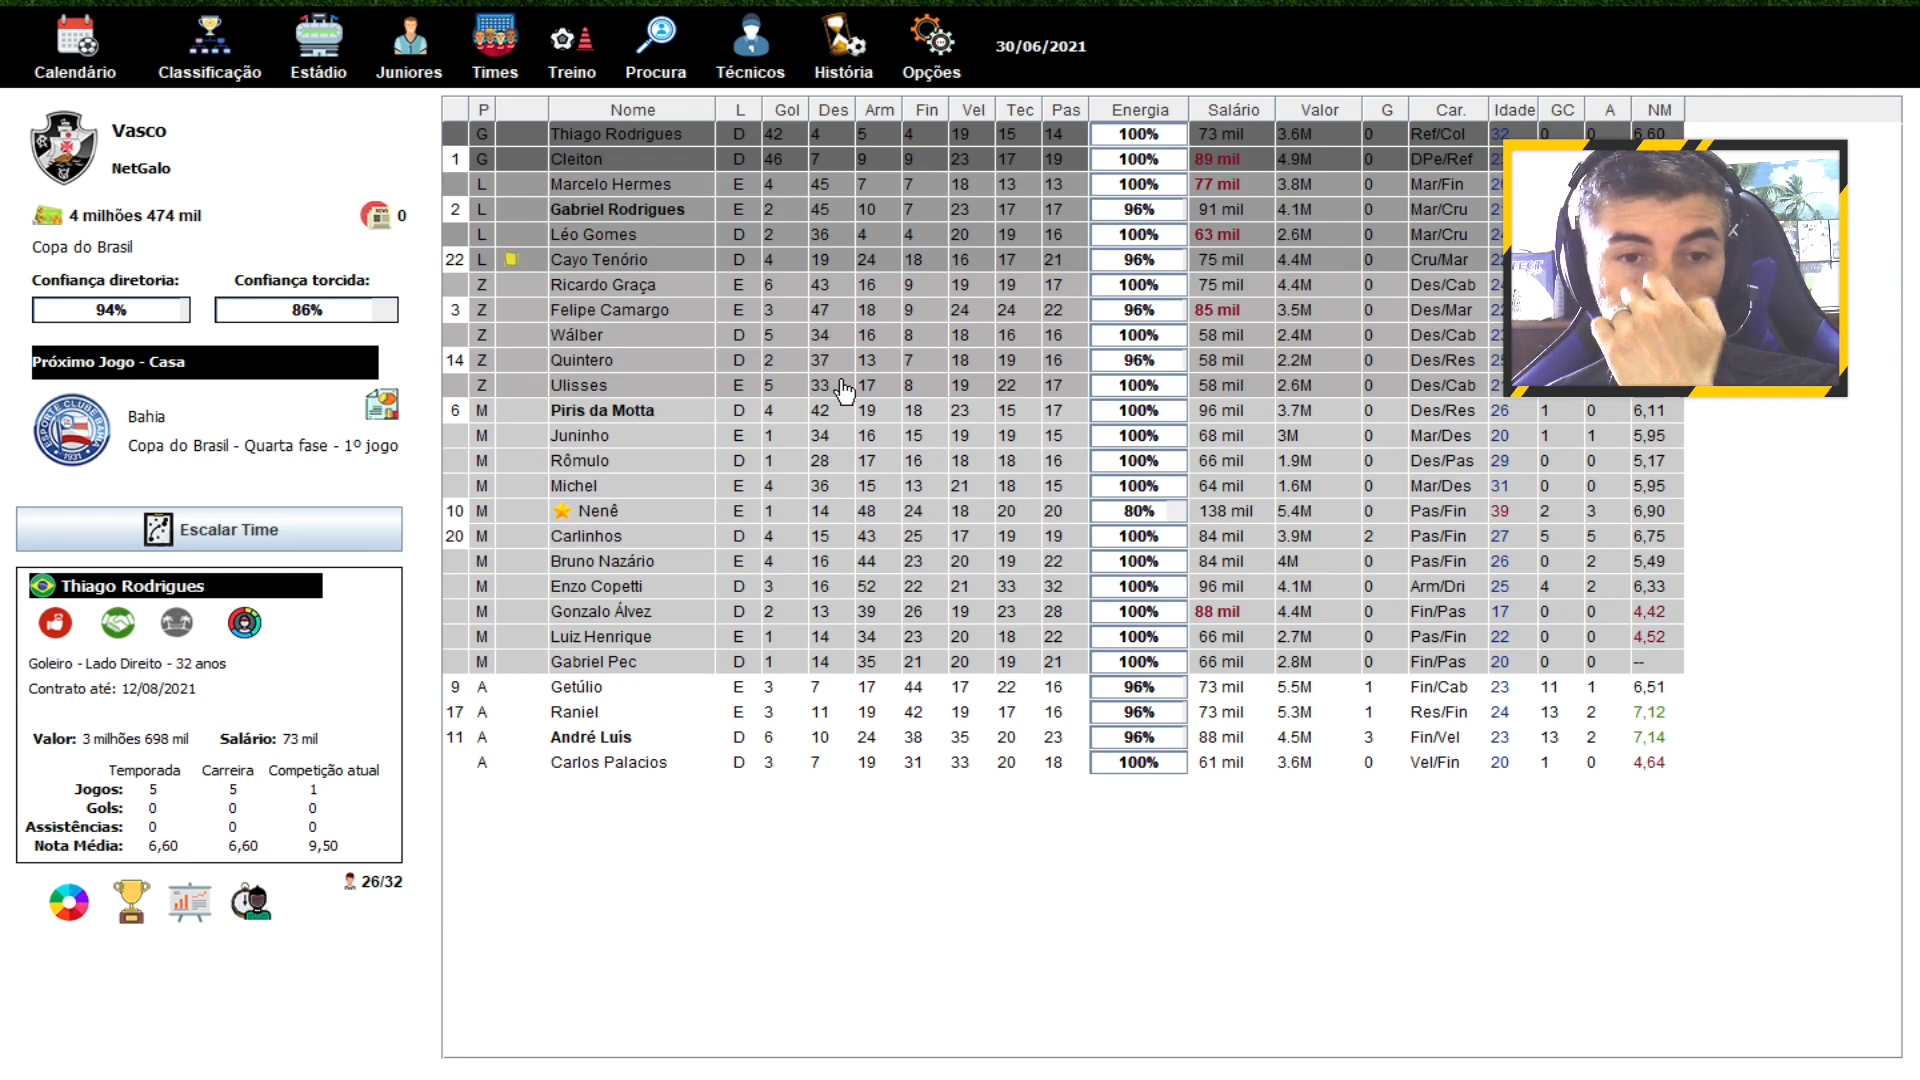 Calendário Classificação Estádio Juniores Times Treino Procura Técnicos História Opções 30/06/2021
Vasco
NetGalo
4 milhões 474 mil 0
Copa do Brasil
Confiança diretoria: Confiança torcida:
94% 86%
Próximo Jogo - Casa
Bahia
Copa do Brasil - Quarta fase - 1º jogo
Escalar Time
Thiago Rodrigues
Goleiro - Lado Direito - 32 anos
Contrato até: 12/08/2021
Valor: 3 milhões 698 mil Salário: 73 mil
Temporada Carreira Competição atual
Jogos: 5 5 1
Gols: 0 0 0
Assistências: 0 0 0
Nota Média: 6,60 6,60 9,50
26/32
P Nome L Gol Des Arm Fin Vel Tec Pas Energia Salário Valor G Car. Idade GC A NM
G Thiago Rodrigues D 42 4 5 4 19 15 14 100% 73 mil 3.6M 0 Ref/Col 32 0 0 6,60
1 G Cleiton D 46 7 9 9 23 17 19 100% 89 mil 4.9M 0 DPe/Ref
L Marcelo Hermes E 4 45 7 7 18 13 13 100% 77 mil 3.8M 0 Mar/Fin
2 L Gabriel Rodrigues E 2 45 10 7 23 17 17 96% 91 mil 4.1M 0 Mar/Cru
L Léo Gomes D 2 36 4 4 20 19 16 100% 63 mil 2.6M 0 Mar/Cru
22 L Cayo Tenório D 4 19 24 18 16 17 21 96% 75 mil 4.4M 0 Cru/Mar
Z Ricardo Graça E 6 43 16 9 19 19 17 100% 75 mil 4.4M 0 Des/Cab
3 Z Felipe Camargo E 3 47 18 9 24 24 22 96% 85 mil 3.5M 0 Des/Mar
Z Wálber D 5 34 16 8 18 16 16 100% 58 mil 2.4M 0 Des/Cab
14 Z Quintero D 2 37 13 7 18 19 16 96% 58 mil 2.2M 0 Des/Res
Z Ulisses E 5 33 17 8 19 22 17 100% 58 mil 2.6M 0 Des/Cab
6 M Piris da Motta D 4 42 19 18 23 15 17 100% 96 mil 3.7M 0 Des/Res 26 1 0 6,11
M Juninho E 1 34 16 15 19 19 15 100% 68 mil 3M 0 Mar/Des 20 1 1 5,95
M Rômulo D 1 28 17 16 18 18 16 100% 66 mil 1.9M 0 Des/Pas 29 0 0 5,17
M Michel E 4 36 15 13 21 18 15 100% 64 mil 1.6M 0 Mar/Des 31 0 0 5,95
10 M Nenê E 1 14 48 24 18 20 20 80% 138 mil 5.4M 0 Pas/Fin 39 2 3 6,90
20 M Carlinhos D 4 15 43 25 17 19 19 100% 84 mil 3.9M 2 Pas/Fin 27 5 5 6,75
M Bruno Nazário E 4 16 44 23 20 19 22 100% 84 mil 4M 0 Pas/Fin 26 0 2 5,49
M Enzo Copetti D 3 16 52 22 21 33 32 100% 96 mil 4.1M 0 Arm/Dri 25 4 2 6,33
M Gonzalo Álvez D 2 13 39 26 19 23 28 100% 88 mil 4.4M 0 Fin/Pas 17 0 0 4,42
M Luiz Henrique E 1 14 34 23 20 18 22 100% 66 mil 2.7M 0 Pas/Fin 22 0 0 4,52
M Gabriel Pec D 1 14 35 21 20 19 21 100% 66 mil 2.8M 0 Fin/Pas 20 0 0 --
9 A Getúlio E 3 7 17 44 17 22 16 96% 73 mil 5.5M 1 Fin/Cab 23 11 1 6,51
17 A Raniel E 3 11 19 42 19 17 16 96% 73 mil 5.3M 1 Res/Fin 24 13 2 7,12
11 A André Luís D 6 10 24 38 35 20 23 96% 88 mil 4.5M 3 Fin/Vel 23 13 2 7,14
A Carlos Palacios D 3 7 19 31 33 20 18 100% 61 mil 3.6M 0 Vel/Fin 20 1 0 4,64